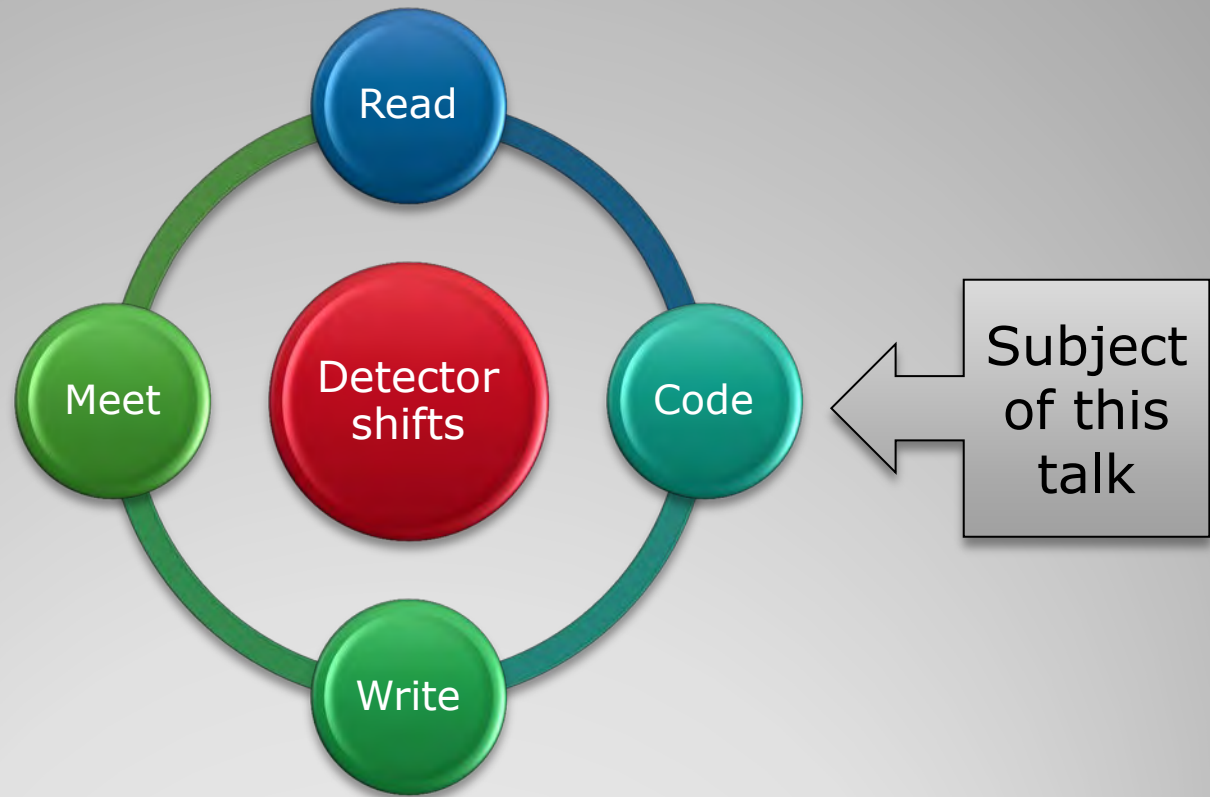 Read
Meet
Detector
shifts
Code
Subject
of this
talk
Write